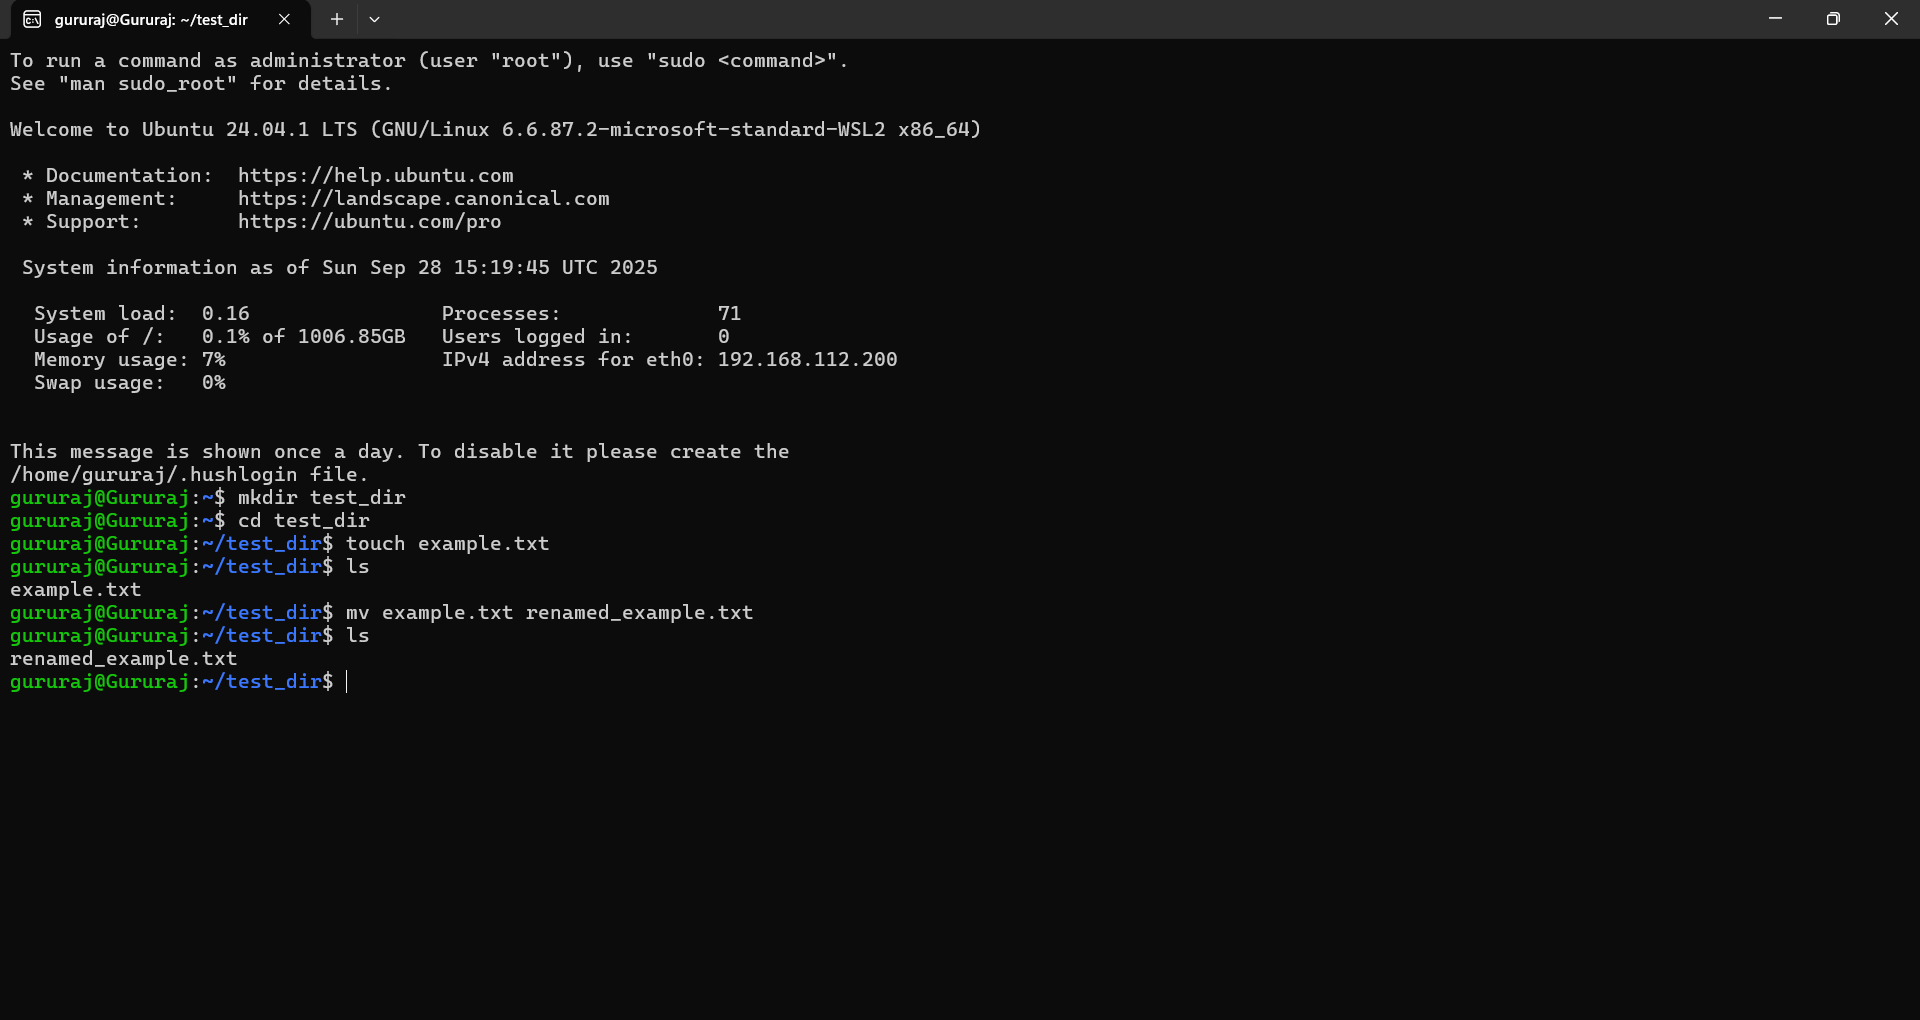 gururaj@Gururaj: ~/test_dir
To run a command as administrator (user "root"), use "sudo <command>".
See "man sudo_root" for details.
Welcome to Ubuntu 24.04.1 LTS (GNU/Linux 6.6.87.2-microsoft-standard-WSL2 x86_64)
* Documentation:  https://help.ubuntu.com
* Management:     https://landscape.canonical.com
* Support:        https://ubuntu.com/pro
System information as of Sun Sep 28 15:19:45 UTC 2025
System load:  0.16                Processes:             71
Usage of /:   0.1% of 1006.85GB   Users logged in:       0
Memory usage: 7%                  IPv4 address for eth0: 192.168.112.200
Swap usage:   0%
This message is shown once a day. To disable it please create the
/home/gururaj/.hushlogin file.
gururaj@Gururaj:~$ mkdir test_dir
gururaj@Gururaj:~$ cd test_dir
gururaj@Gururaj:~/test_dir$ touch example.txt
gururaj@Gururaj:~/test_dir$ ls
example.txt
gururaj@Gururaj:~/test_dir$ mv example.txt renamed_example.txt
gururaj@Gururaj:~/test_dir$ ls
renamed_example.txt
gururaj@Gururaj:~/test_dir$